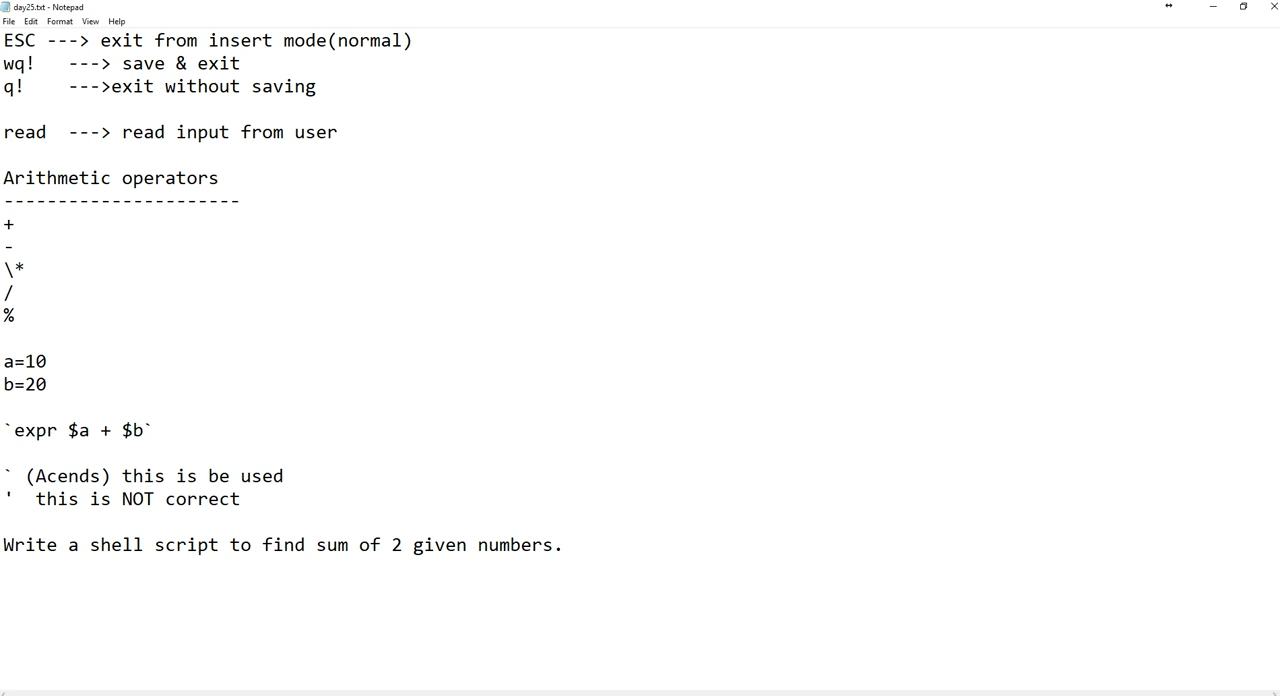 day25.txt - Notepad
File Edit Format View Help
ESC ---> exit from insert mode(normal)
wq!   ---> save & exit
q!    --->exit without saving

read  ---> read input from user

Arithmetic operators
----------------------
+
-
\*
/
%

a=10
b=20

`expr $a + $b`

` (Acends) this is be used
'  this is NOT correct

Write a shell script to find sum of 2 given numbers.